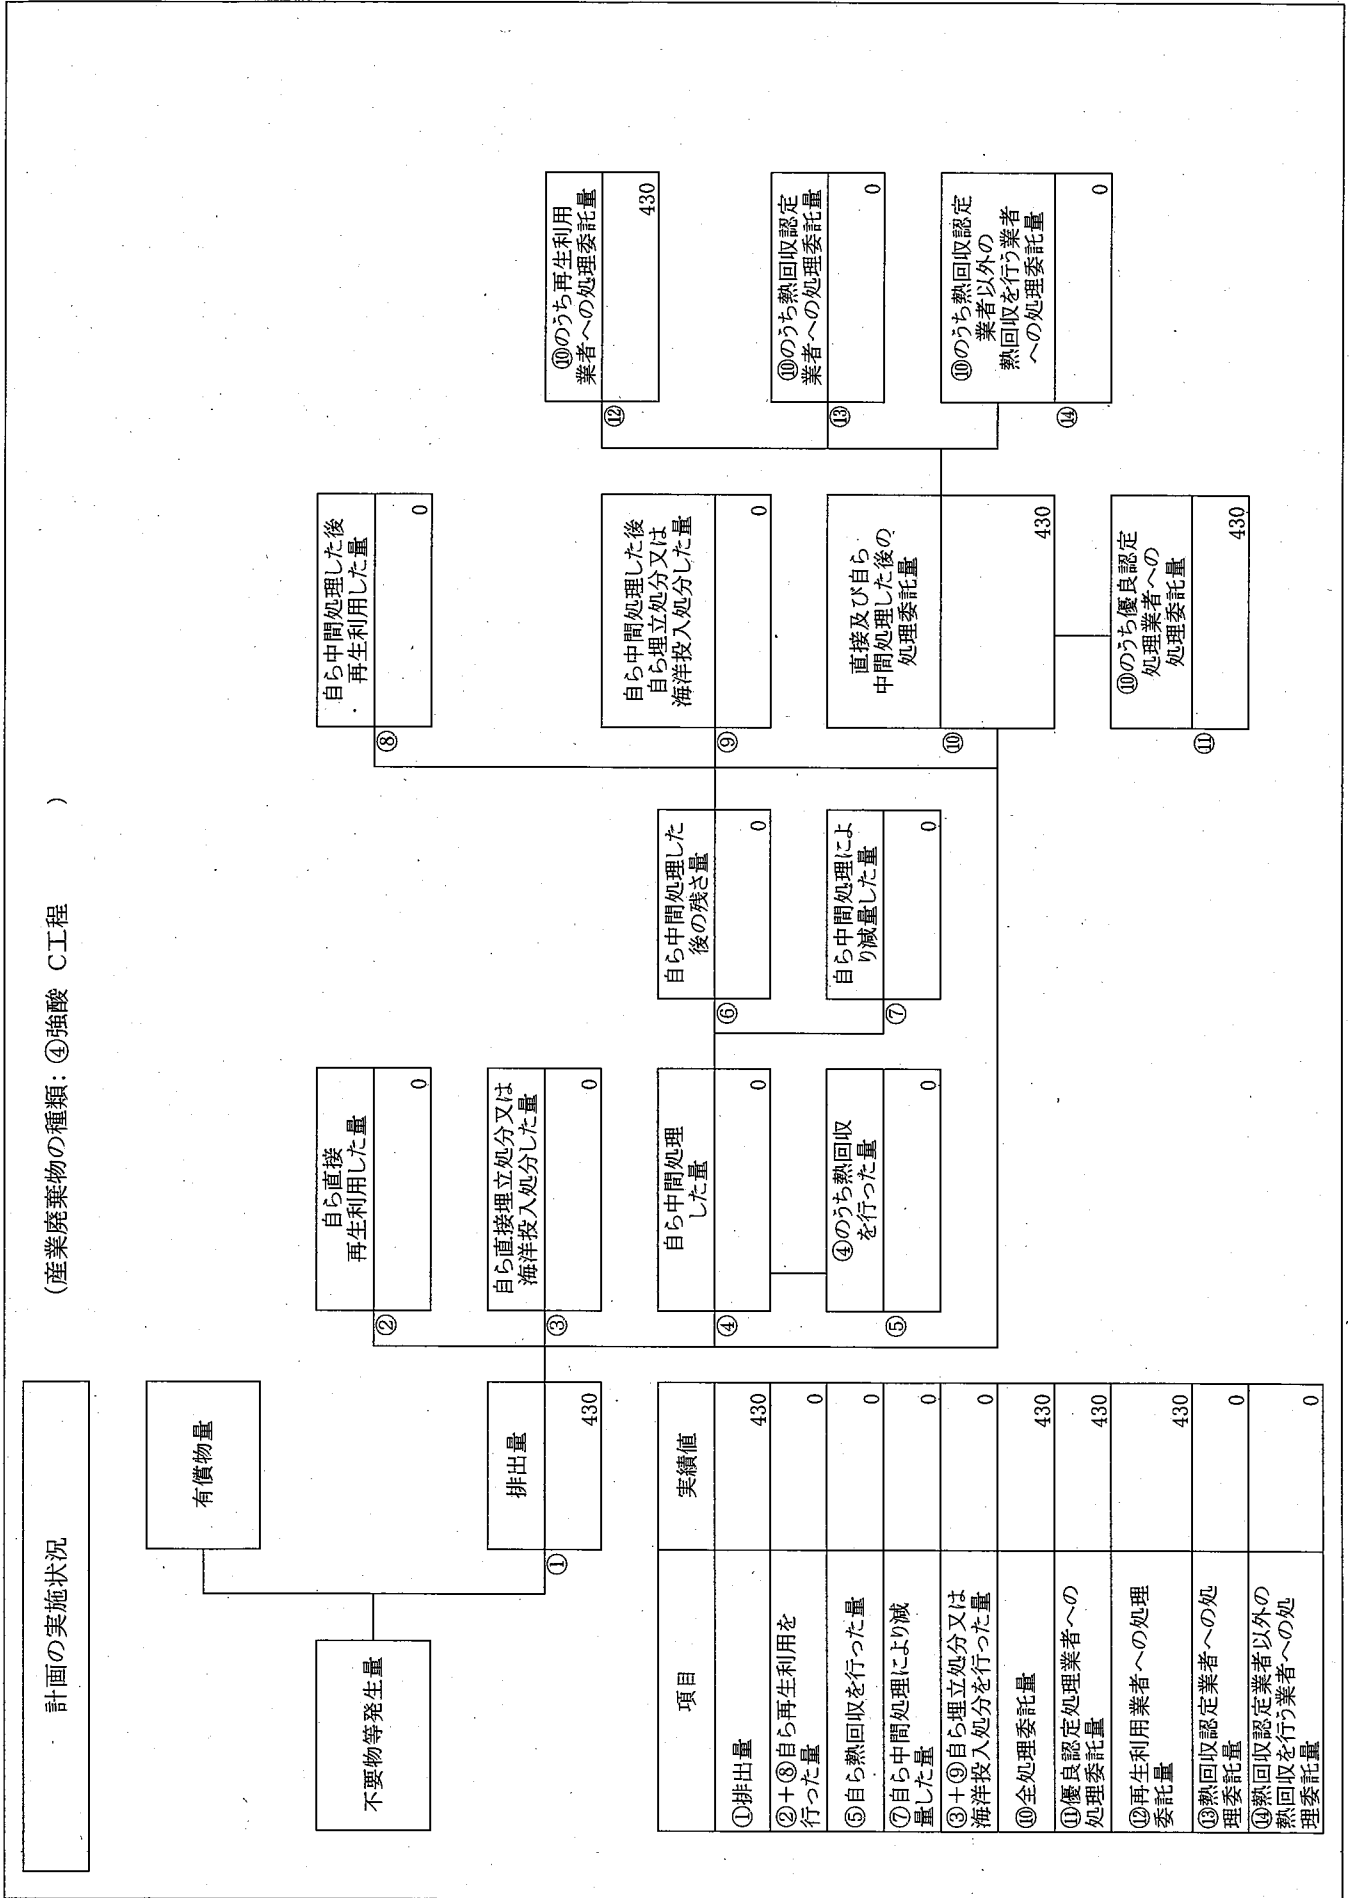 計画の実施状況
(産業廃棄物の種類：④強酸 C工程 )
不要物等発生量
有償物量
①
排出量
430
②
自ら直接
再生利用した量
0
③
自ら直接埋立処分又は
海洋投入処分した量
0
④
自ら中間処理
した量
0
⑤
④のうち熱回収
を行った量
0
⑥
自ら中間処理した
後の残さ量
0
⑦
自ら中間処理によ
り減量した量
0
⑧
自ら中間処理した後
再生利用した量
0
⑨
自ら中間処理した後
自ら埋立処分又は
海洋投入処分した量
0
⑩
直接及び自ら
中間処理した後の
処理委託量
430
⑪
⑩のうち優良認定
処理業者への
処理委託量
430
⑫
⑩のうち再生利用
業者への処理委託量
430
⑬
⑩のうち熱回収認定
業者への処理委託量
0
⑭
⑩のうち熱回収認定
業者以外の
熱回収を行う業者
への処理委託量
0
項目 実績値
①排出量 430
②＋⑧自ら再生利用を
行った量 0
⑤自ら熱回収を行った量 0
⑦自ら中間処理により減
量した量 0
③＋⑨自ら埋立処分又は
海洋投入処分を行った量 0
⑩全処理委託量 430
⑪優良認定処理業者への
処理委託量 430
⑫再生利用業者への処理
委託量 430
⑬熱回収認定業者への処
理委託量 0
⑭熱回収認定業者以外の
熱回収を行う業者への処
理委託量 0